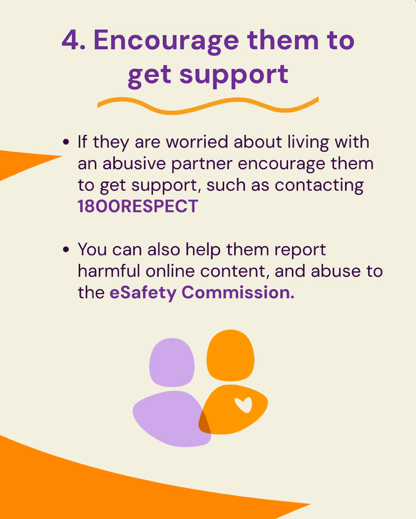 4. Encourage them to
get support
• If they are worried about living with
an abusive partner encourage them
to get support, such as contacting
1800RESPECT
• You can also help them report
harmful online content, and abuse to
the eSafety Commission.